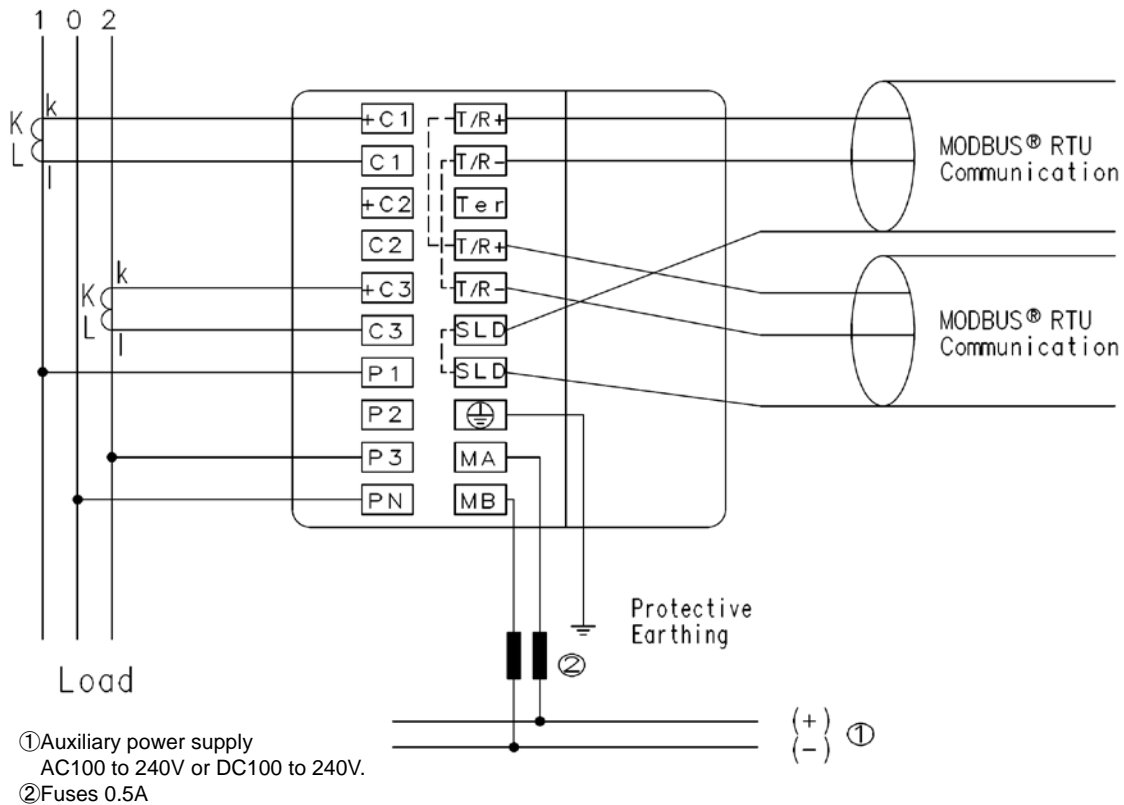 1 0 2
K k
L l
K k
L l
+C1 T/R+
C1 T/R-
+C2 Ter
C2 T/R+
+C3 T/R-
C3 SLD
P1 SLD
P2
P3 MA
PN MB
MODBUS® RTU
Communication
MODBUS® RTU
Communication
Protective
Earthing
②
Load
(+)
(-)
①
①Auxiliary power supply
AC100 to 240V or DC100 to 240V.
②Fuses 0.5A